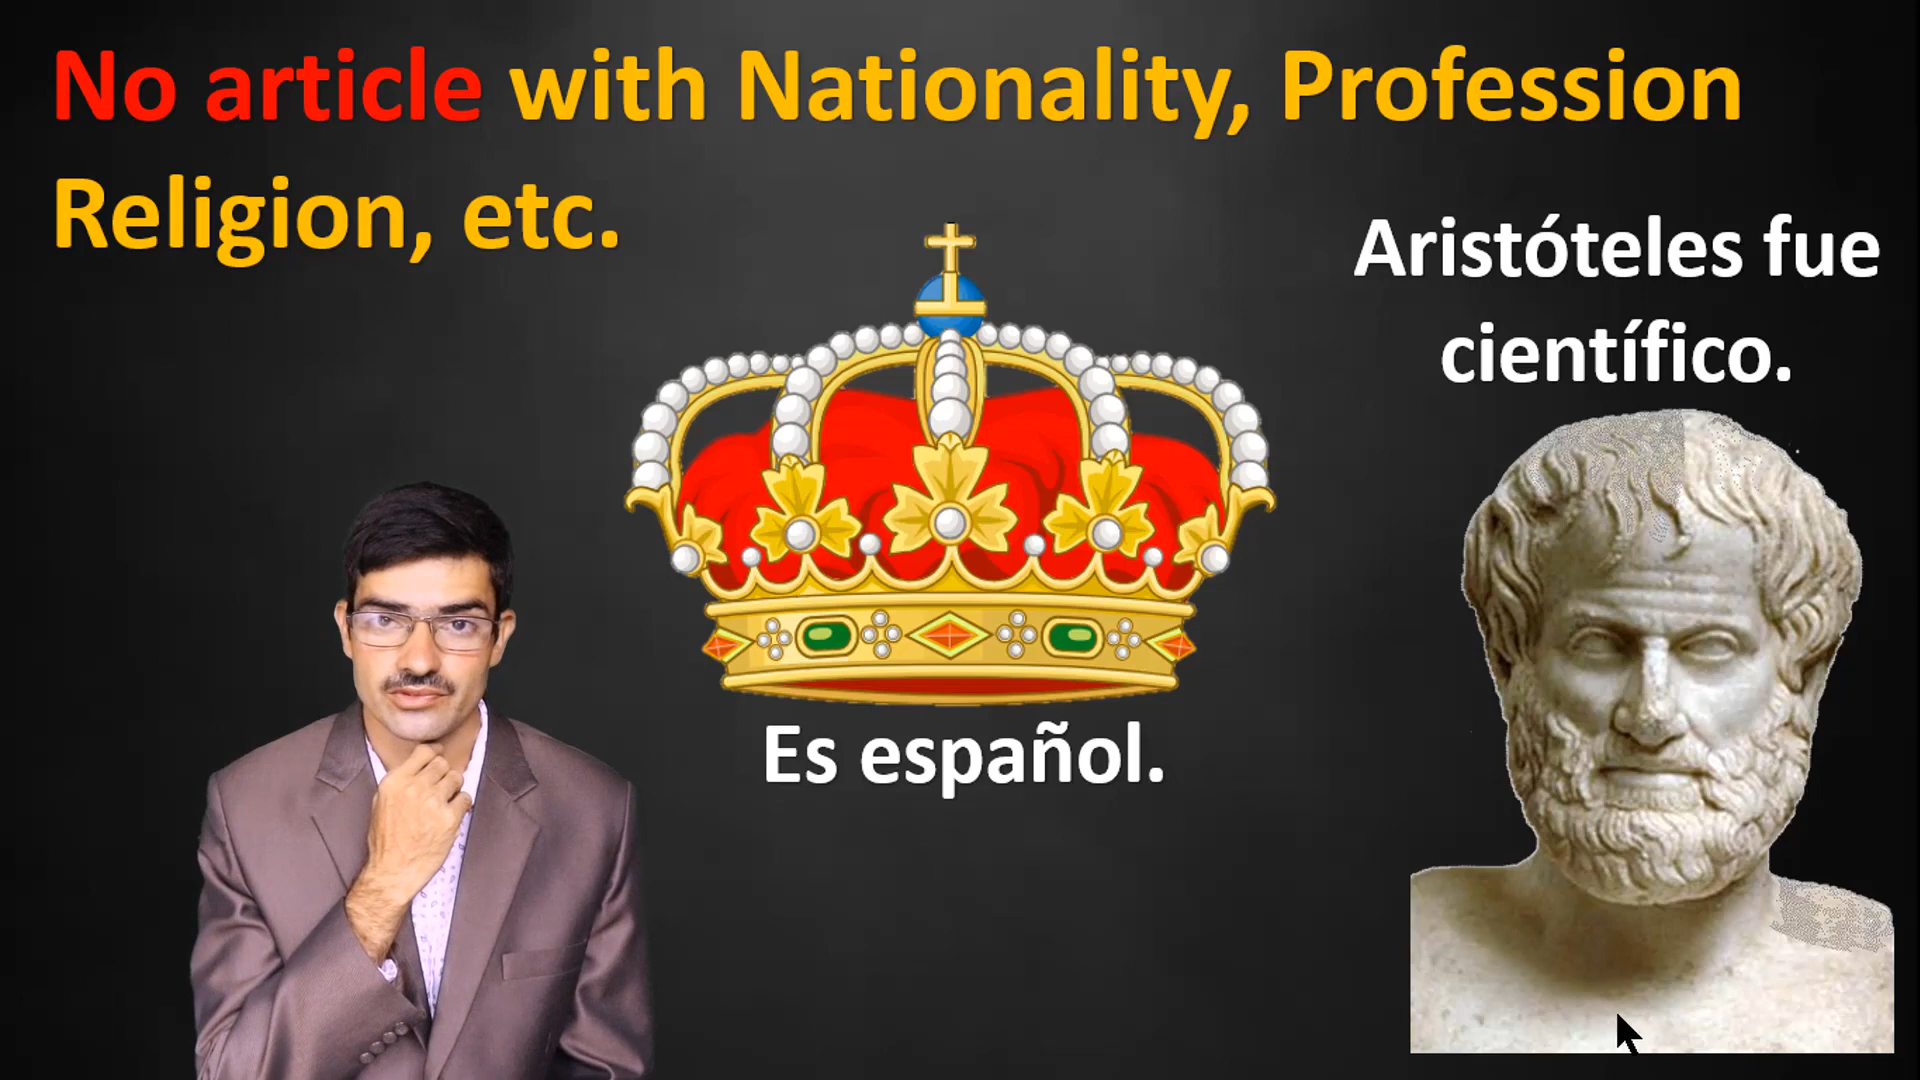 No article with Nationality, Profession
Religion, etc.
Aristóteles fue
científico.
Es español.